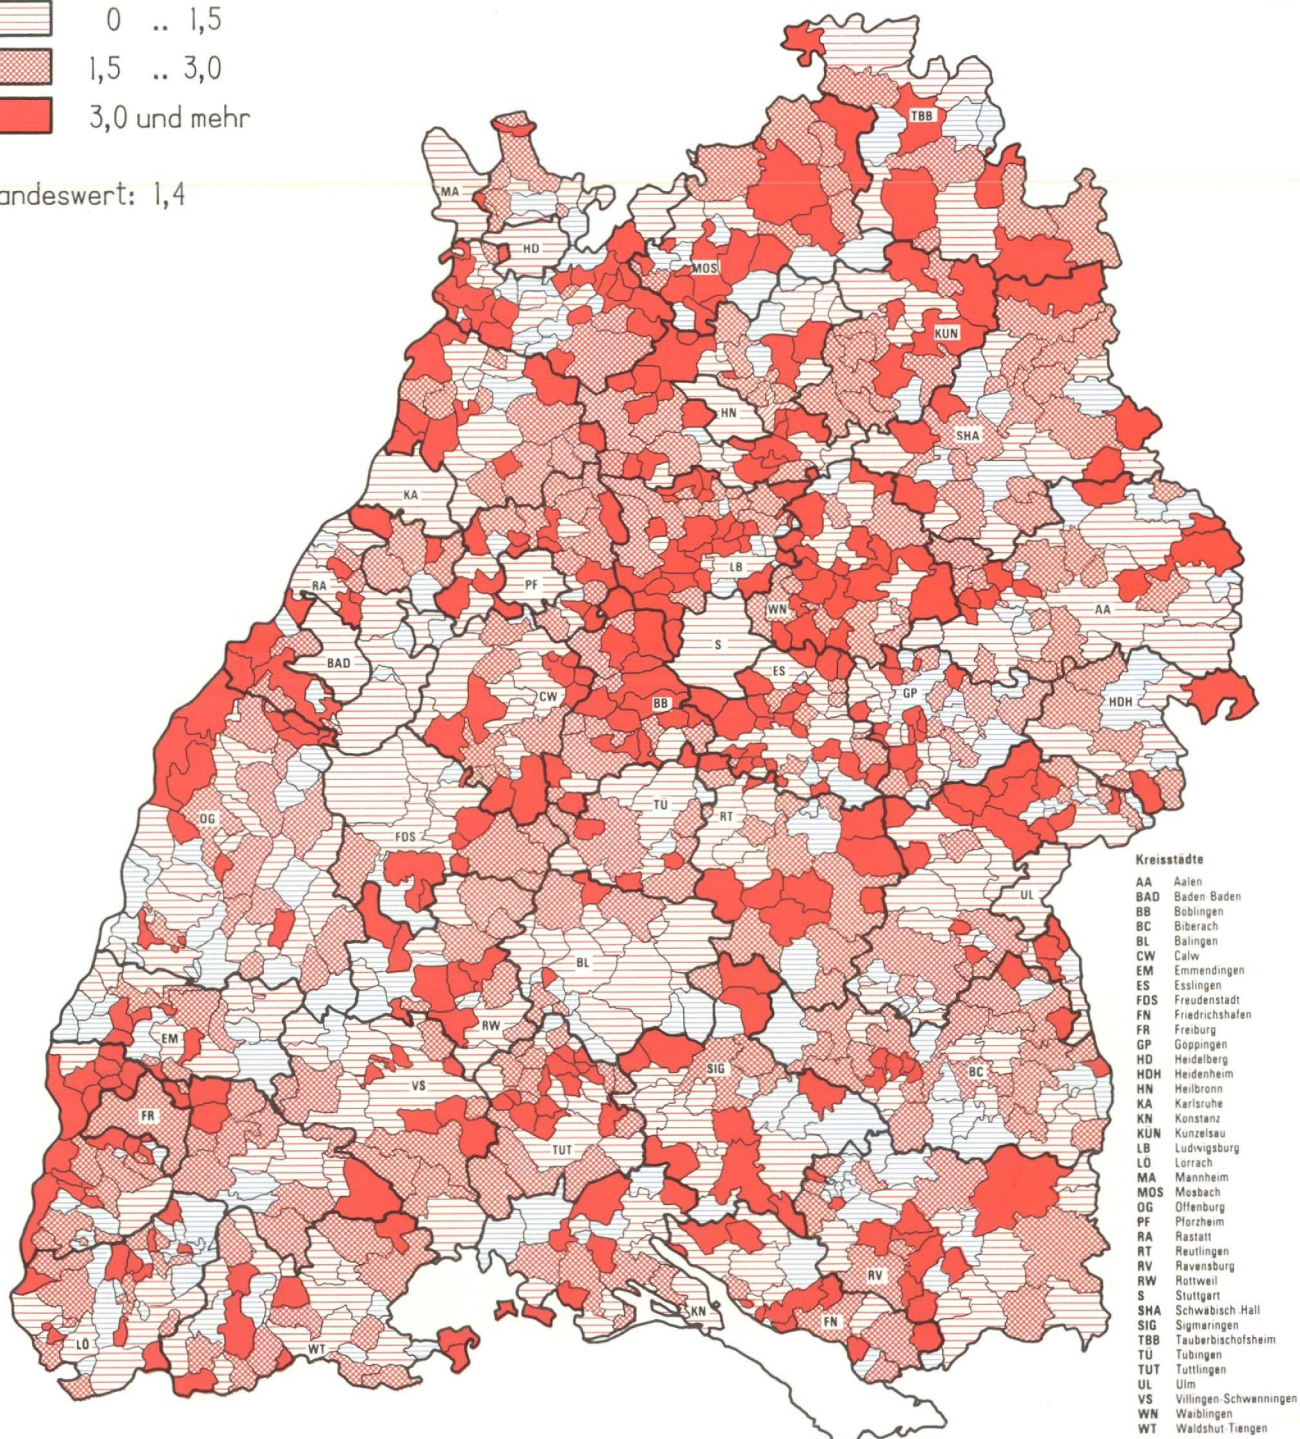 0 .. 1,5
1,5 .. 3,0
3,0 und mehr
andeswert: 1,4
TBB
MA
HD
MOS
KÜN
HN
SHA
KA
LB
PF
RA
WN
AA
S
BAD
ES
CW
BB
GP
HDH
TÜ
RT
OG
FDS
UL
BL
RW
EM
SIG
BC
VS
FR
TUT
RV
KN
FN
LÖ
WT
Kreisstädte
AA Aalen
BAD Baden-Baden
BB Boblingen
BC Biberach
BL Balingen
CW Calw
EM Emmendingen
ES Esslingen
FDS Freudenstadt
FN Friedrichshafen
FR Freiburg
GP Goppingen
HD Heidelberg
HDH Heidenheim
HN Heilbronn
KA Karlsruhe
KN Konstanz
KÜN Kunzelsau
LB Ludwigsburg
LÖ Lorrach
MA Mannheim
MOS Mosbach
OG Offenburg
PF Pforzheim
RA Rastatt
RT Reutlingen
RV Ravensburg
RW Rottweil
S Stuttgart
SHA Schwäbisch-Hall
SIG Sigmaringen
TBB Tauberbischofsheim
TÜ Tubingen
TUT Tuttlingen
UL Ulm
VS Villingen-Schwenningen
WN Waiblingen
WT Waldshut-Tiengen